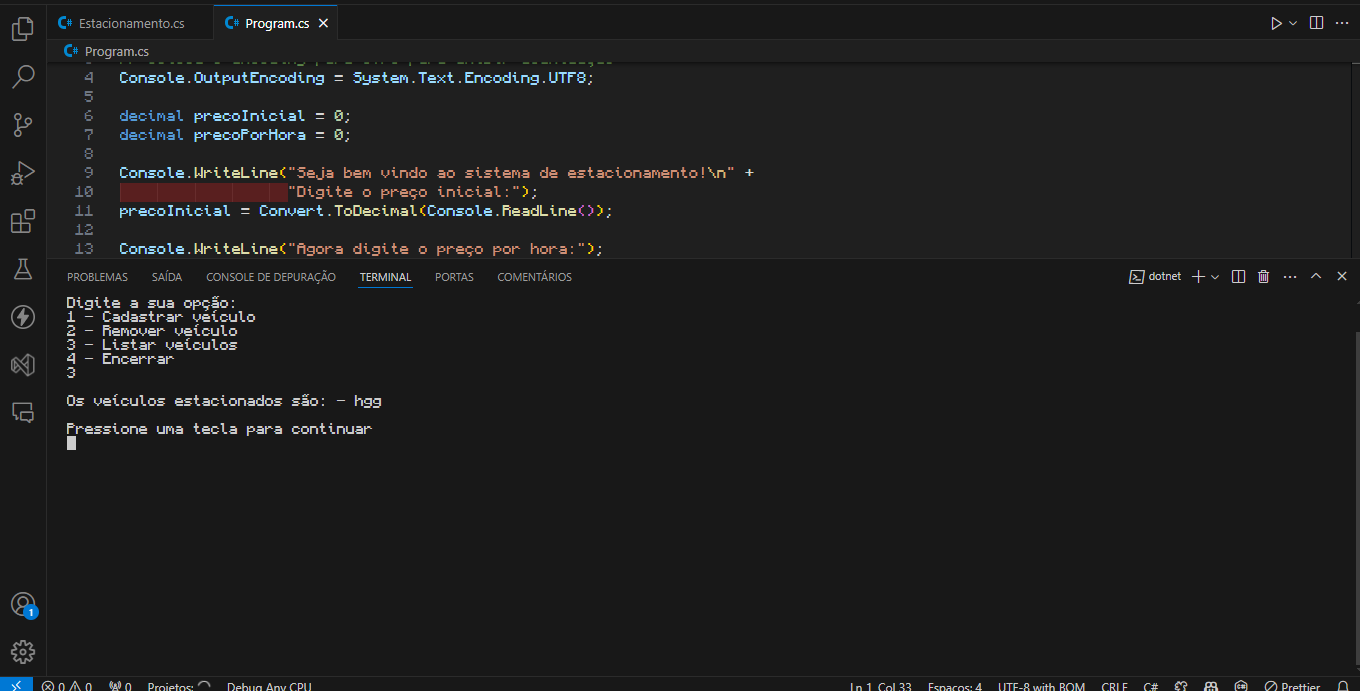 Estacionamento.cs
Program.cs
Program.cs
4 Console.OutputEncoding = System.Text.Encoding.UTF8;
5
6 decimal precoInicial = 0;
7 decimal precoPorHora = 0;
8
9 Console.WriteLine("Seja bem vindo ao sistema de estacionamento!\n" +
10 "Digite o preço inicial:");
11 precoInicial = Convert.ToDecimal(Console.ReadLine());
12
13 Console.WriteLine("Agora digite o preço por hora:");
PROBLEMAS SAÍDA CONSOLE DE DEPURAÇÃO TERMINAL PORTAS COMENTÁRIOS
dotnet
Digite a sua opção:
1 - Cadastrar veículo
2 - Remover veículo
3 - Listar veículos
4 - Encerrar
3
Os veículos estacionados são: - hgg
Pressione uma tecla para continuar
1
0 0 0 Projetos: Debug Any CPU Ln 1, Col 33 Espaços: 4 UTF-8 with BOM CRLF C# Prettier